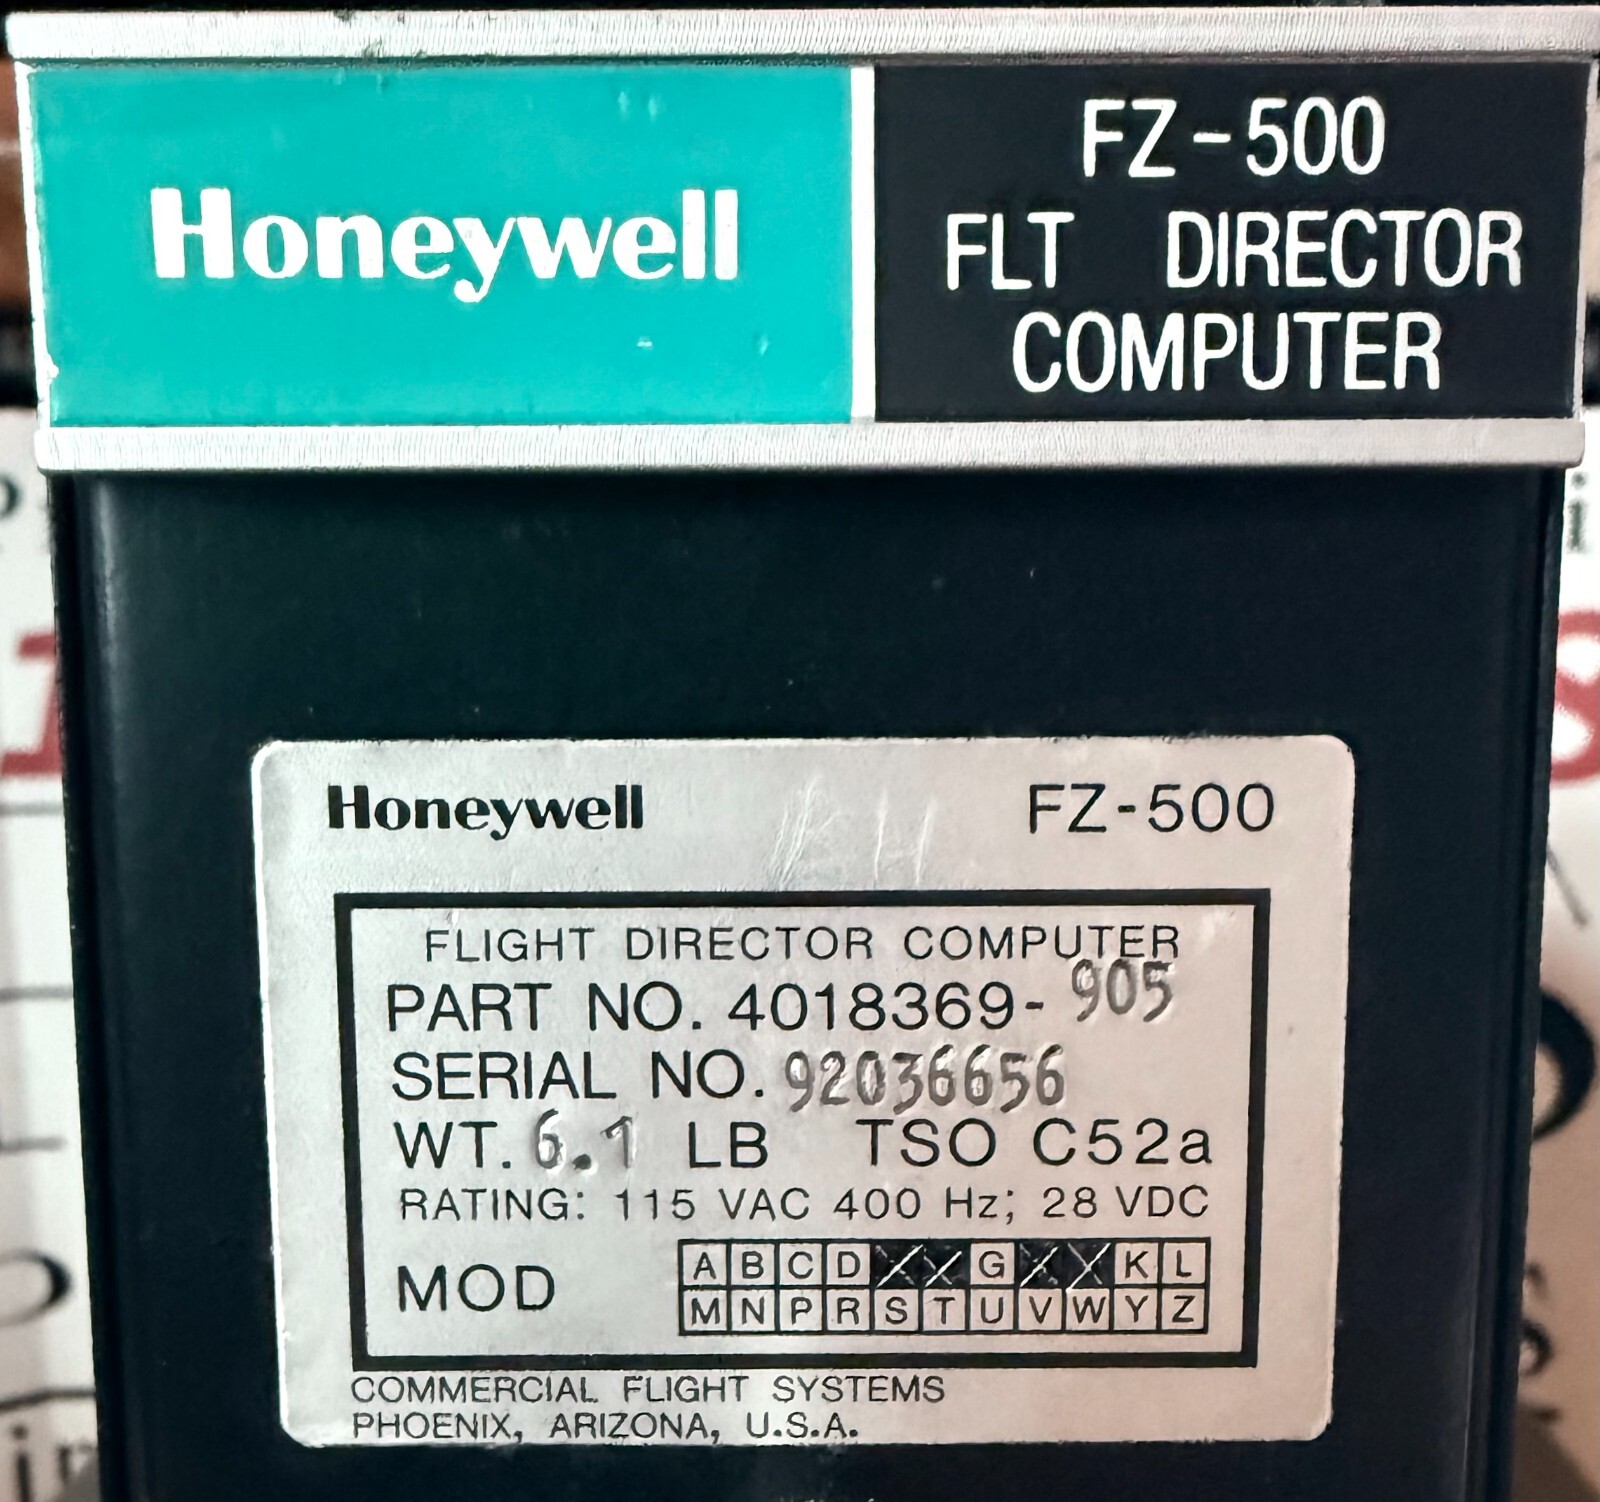 Honeywell
FZ-500
FLT DIRECTOR
COMPUTER
Honeywell FZ-500
FLIGHT DIRECTOR COMPUTER
PART NO. 4018369-905
SERIAL NO. 92036656
WT. 6.1 LB TSO C52a
RATING: 115 VAC 400 Hz; 28 VDC
MOD
A B C D G K L
M N P R S T U V W Y Z
COMMERCIAL FLIGHT SYSTEMS
PHOENIX, ARIZONA, U.S.A.